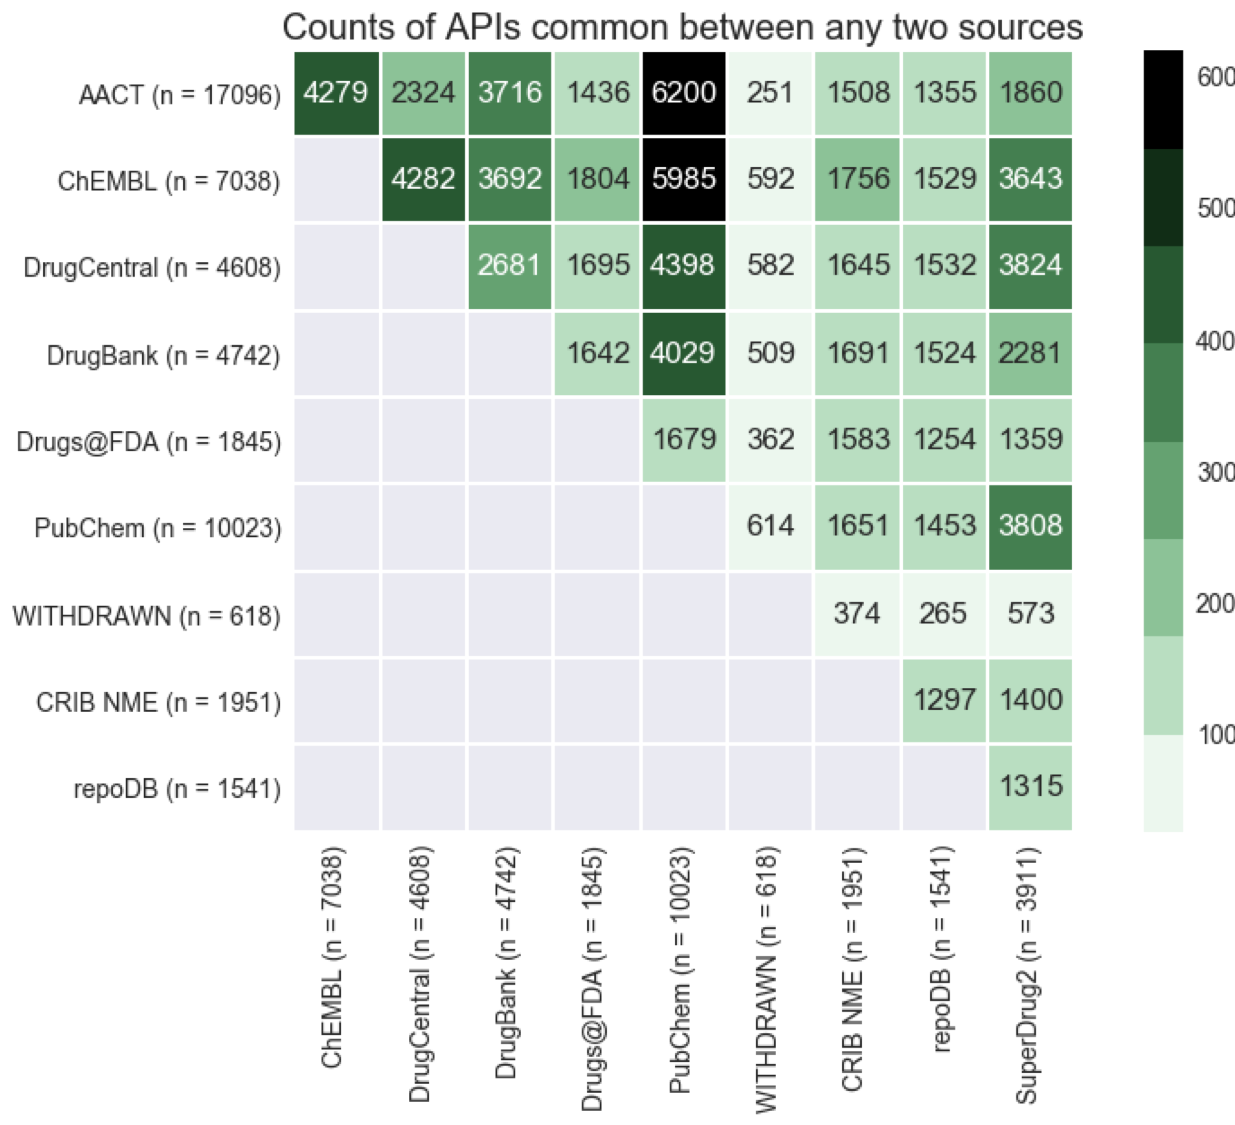 Counts of APIs common between any two sources
AACT (n = 17096) 4279 2324 3716 1436 6200 251 1508 1355 1860
ChEMBL (n = 7038) 4282 3692 1804 5985 592 1756 1529 3643
DrugCentral (n = 4608) 2681 1695 4398 582 1645 1532 3824
DrugBank (n = 4742) 1642 4029 509 1691 1524 2281
Drugs@FDA (n = 1845) 1679 362 1583 1254 1359
PubChem (n = 10023) 614 1651 1453 3808
WITHDRAWN (n = 618) 374 265 573
CRIB NME (n = 1951) 1297 1400
repoDB (n = 1541) 1315
ChEMBL (n = 7038)
DrugCentral (n = 4608)
DrugBank (n = 4742)
Drugs@FDA (n = 1845)
PubChem (n = 10023)
WITHDRAWN (n = 618)
CRIB NME (n = 1951)
repoDB (n = 1541)
SuperDrug2 (n = 3911)
600
500
400
300
200
100